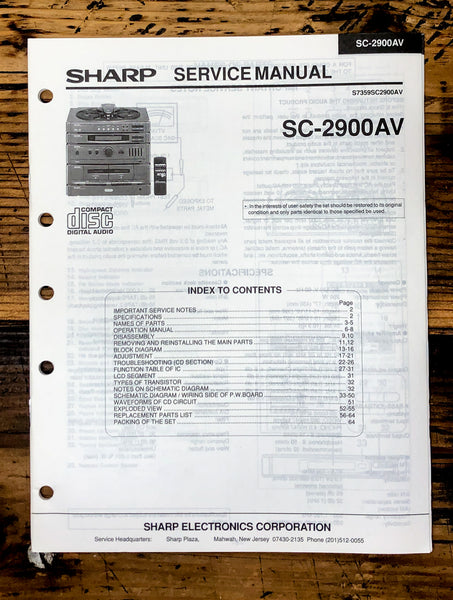 SC-2900AV
SHARP SERVICE MANUAL
S7359SC2900AV
SC-2900AV
COMPACT
disc
DIGITAL AUDIO
• In the interests of user-safety the set should be restored to its original
condition and only parts identical to those specified be used.
INDEX TO CONTENTS
Page
IMPORTANT SERVICE NOTES 2
SPECIFICATIONS 2
NAMES OF PARTS 3-5
OPERATION MANUAL 6-8
DISASSEMBLY 9,10
REMOVING AND REINSTALLING THE MAIN PARTS 11,12
BLOCK DIAGRAM 13-16
ADJUSTMENT 17-21
TROUBLESHOOTING (CD SECTION) 22-26
FUNCTION TABLE OF IC 27-31
LCD SEGMENT 31
TYPES OF TRANSISTOR 32
NOTES ON SCHEMATIC DIAGRAM 32
SCHEMATIC DIAGRAM / WIRING SIDE OF P.W.BOARD 33-50
WAVEFORMS OF CD CIRCUIT 51
EXPLODED VIEW 52-55
REPLACEMENT PARTS LIST 56-64
PACKING OF THE SET 64
SHARP ELECTRONICS CORPORATION
Service Headquarters: Sharp Plaza, Mahwah, New Jersey 07430-2135 Phone (201)512-0055